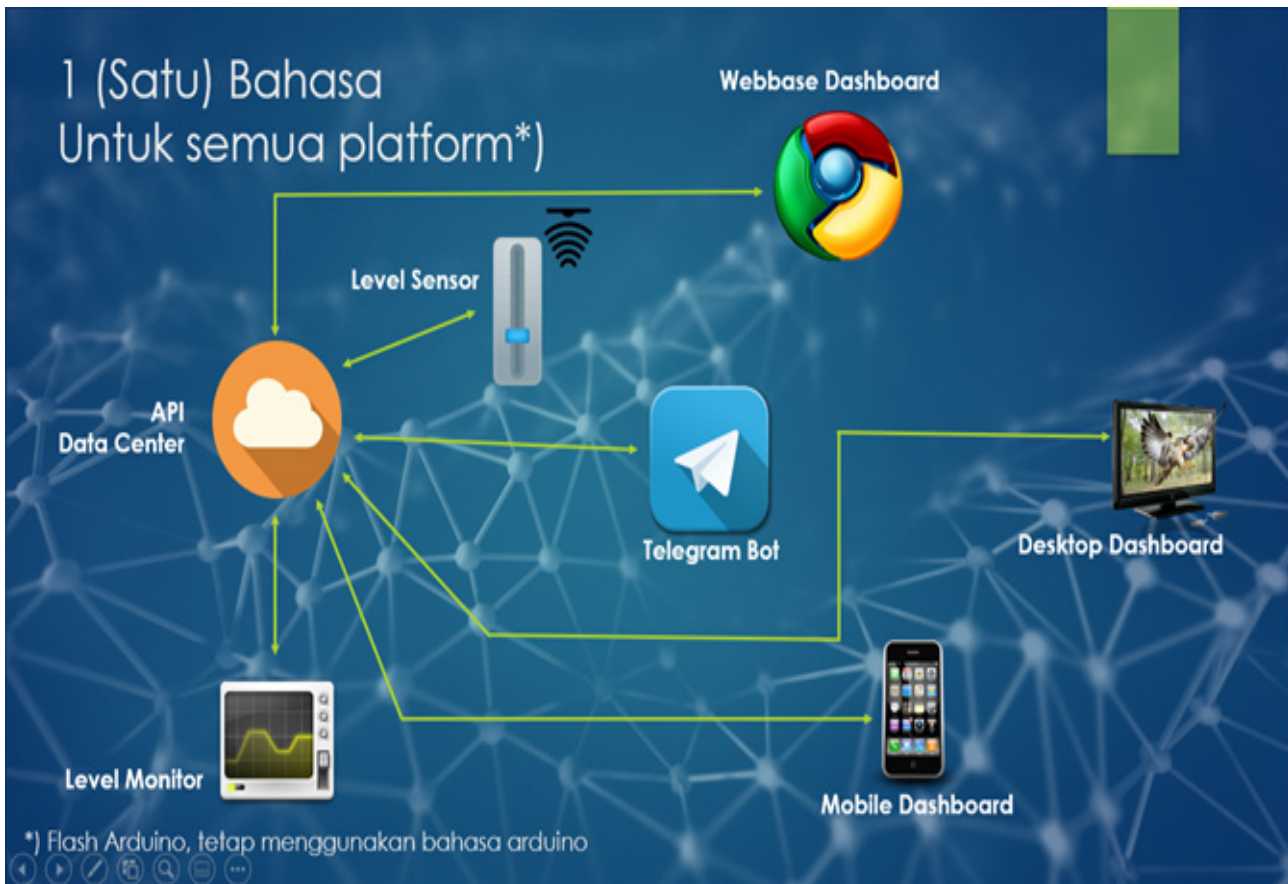 1 (Satu) Bahasa
Untuk semua platform*)
Webbase Dashboard
Level Sensor
API
Data Center
Telegram Bot
Desktop Dashboard
Level Monitor
Mobile Dashboard
*) Flash Arduino, tetap menggunakan bahasa arduino